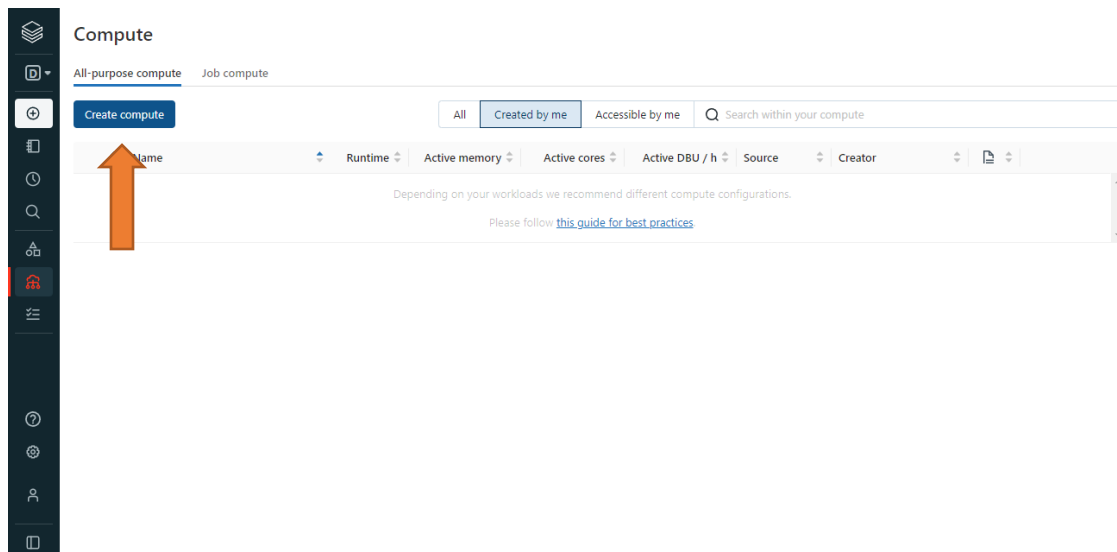 Compute
D
All-purpose compute Job compute
Create compute All Created by me Accessible by me Search within your compute
Name Runtime Active memory Active cores Active DBU / h Source Creator
Depending on your workloads we recommend different compute configurations.
Please follow this guide for best practices.